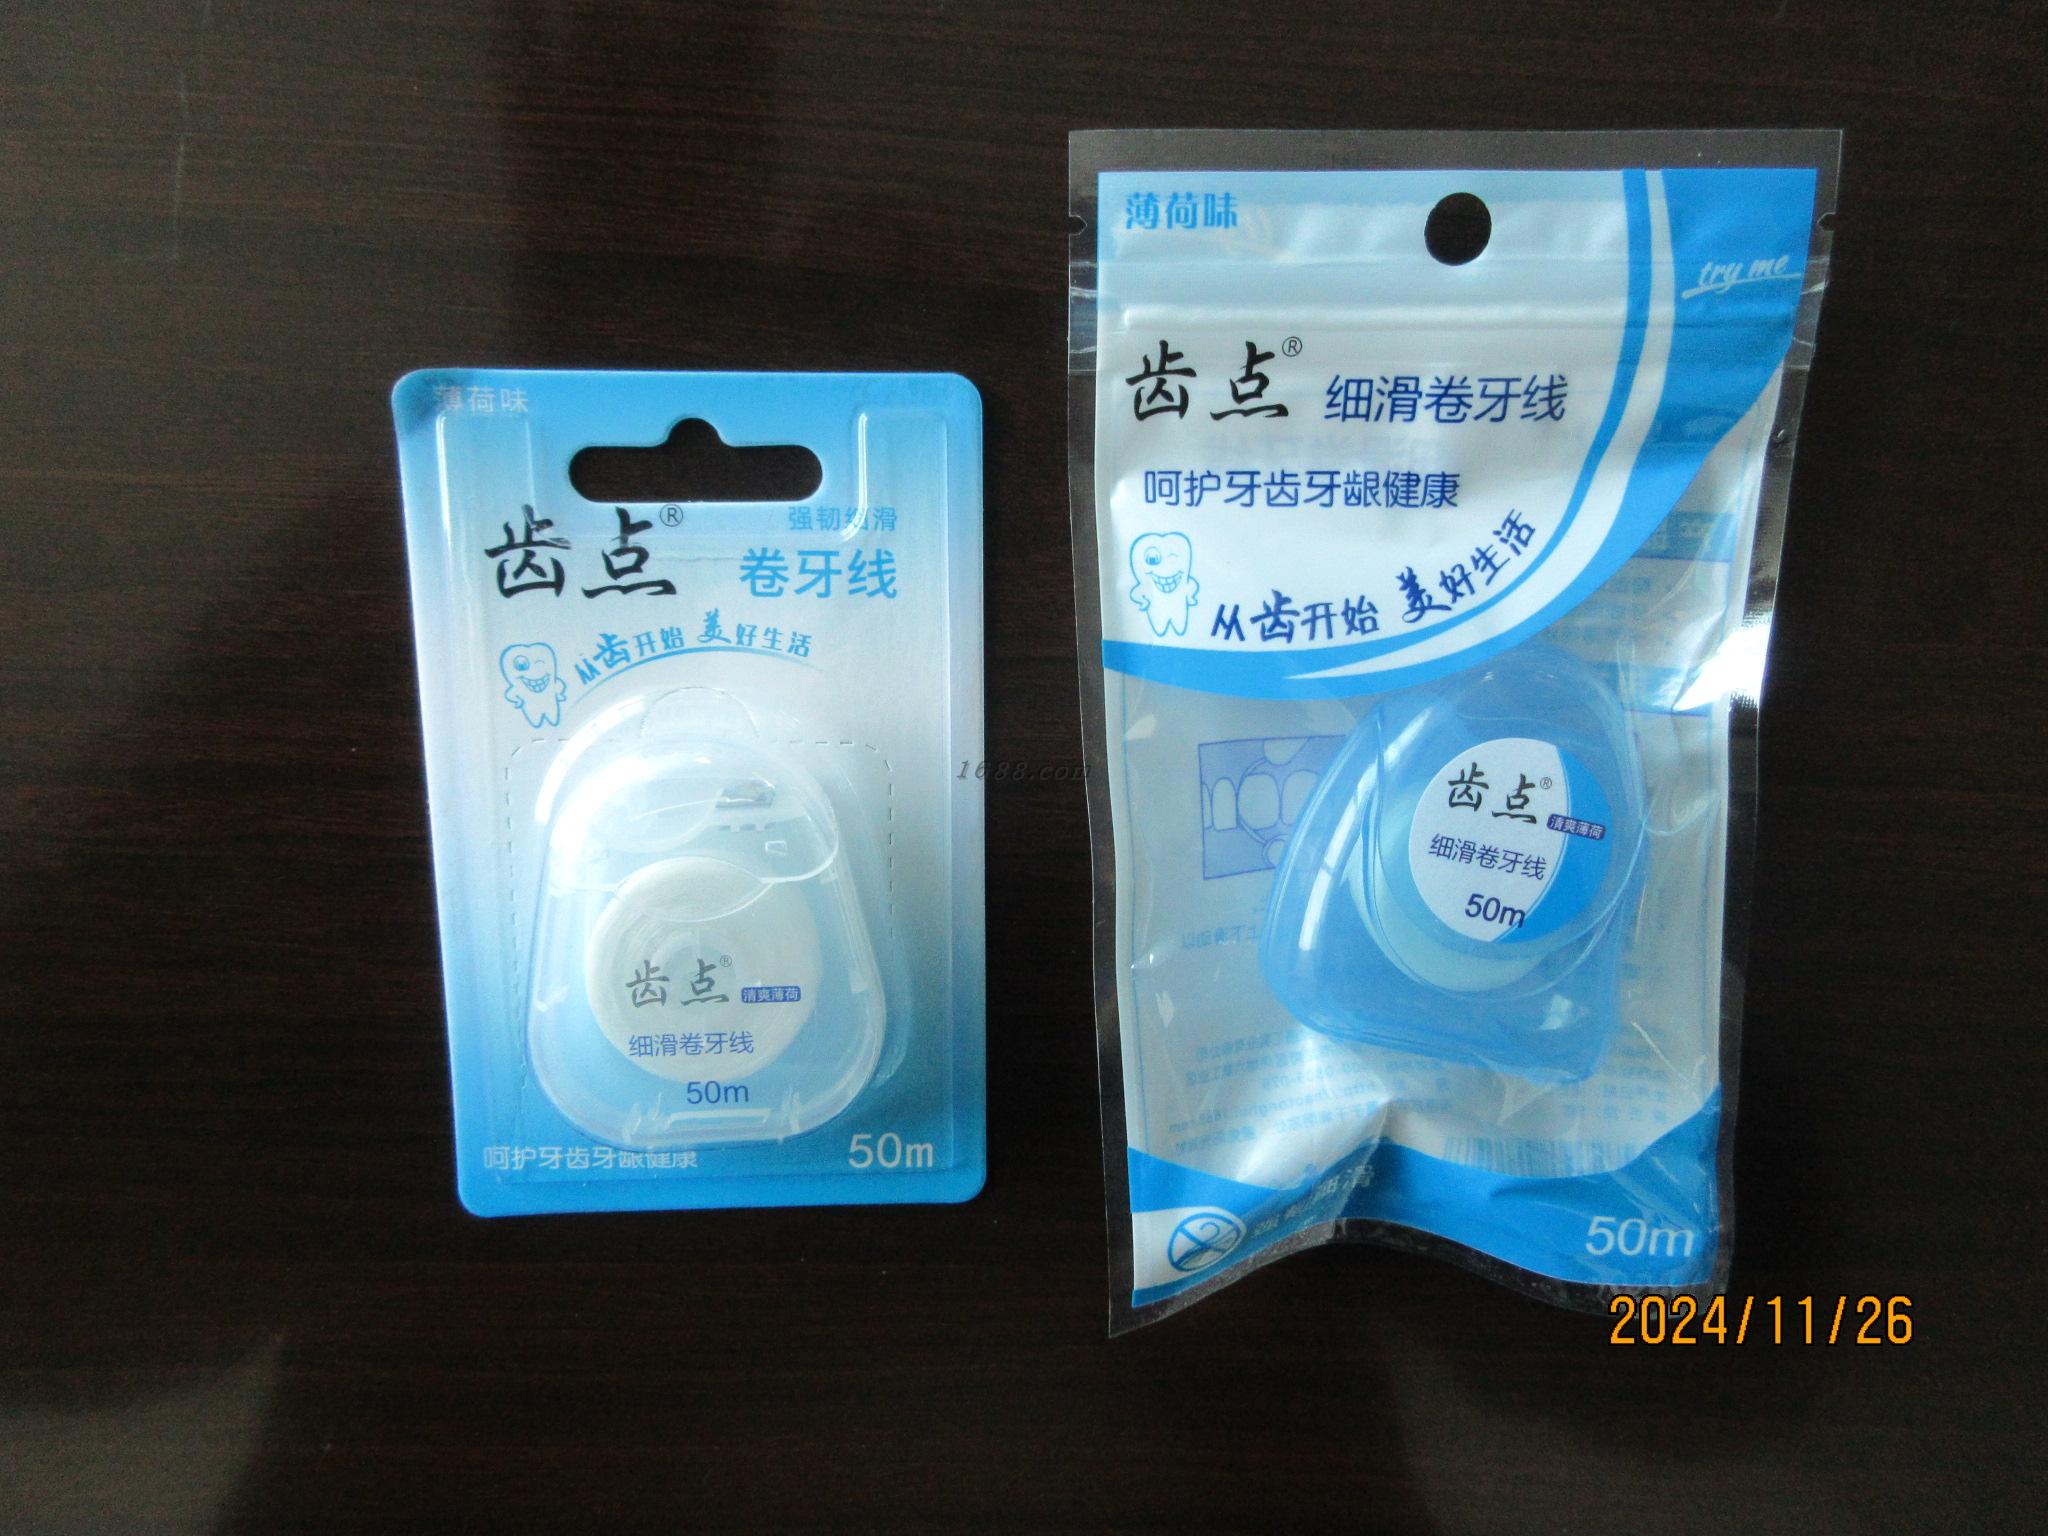 薄荷味
齿点®
强韧细滑
卷牙线
从齿开始 美好生活
齿点®
清爽薄荷
细滑卷牙线
50m
呵护牙齿牙龈健康
50m
1688.com
薄荷味
try me
齿点® 细滑卷牙线
呵护牙齿牙龈健康
从齿开始 美好生活
齿点®
清爽薄荷
细滑卷牙线
50m
50m
2024/11/26